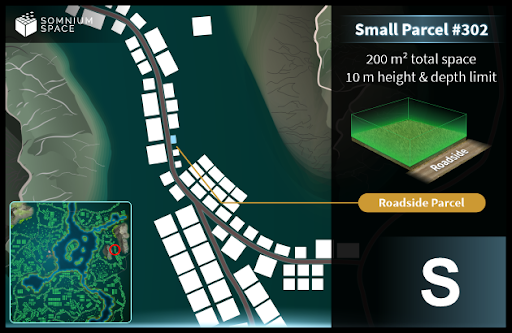 SOMNIUM
SPACE
Small Parcel #302
200 m² total space
10 m height & depth limit
Roadside
Roadside Parcel
S